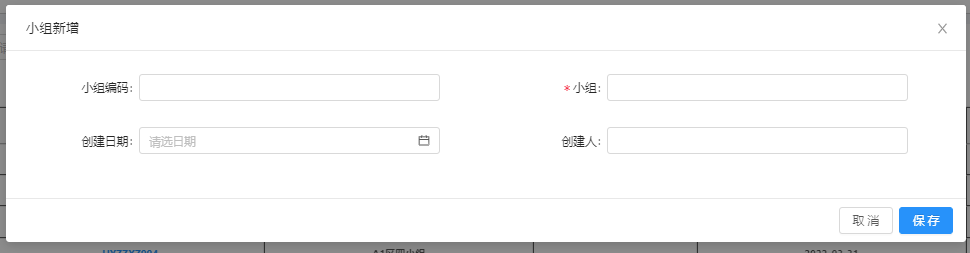 小组新增
小组编码:
* 小组:
创建日期: 请选日期
创建人:
取 消 保 存